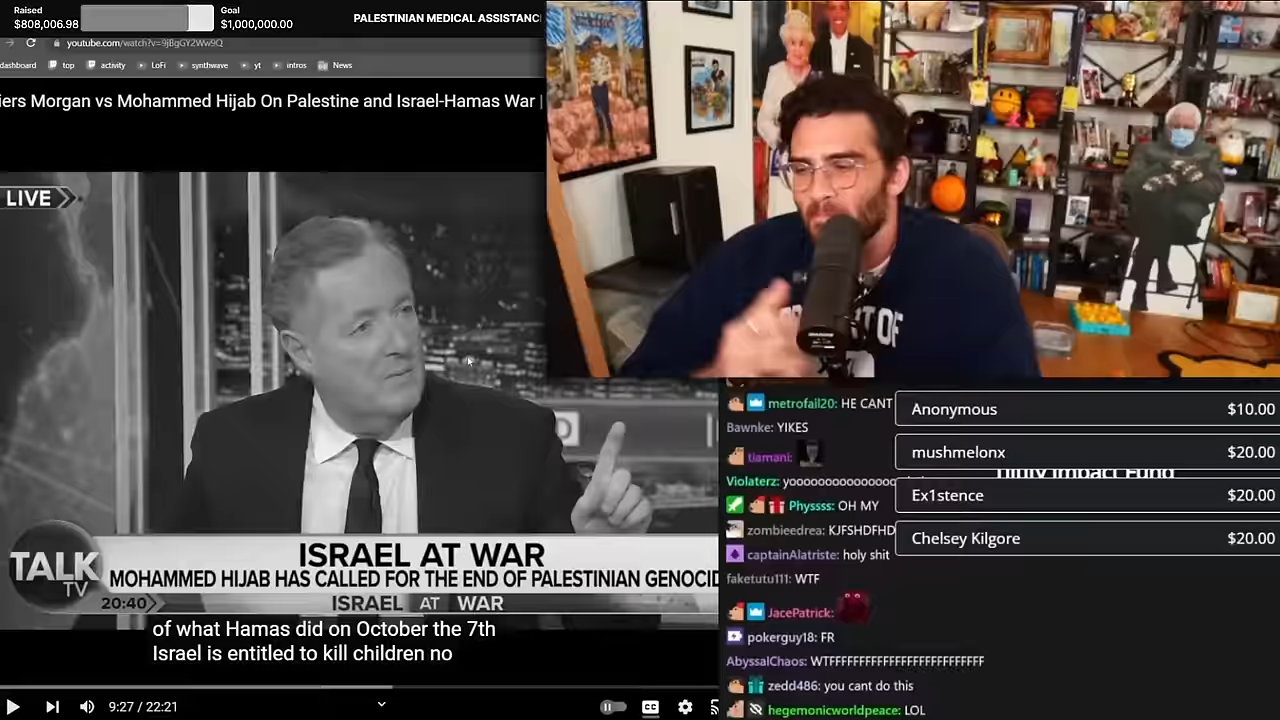 Raised
$808,006.98
Goal
$1,000,000.00
PALESTINIAN MEDICAL ASSISTANC
youtube.com/watch?v=9jBgGY2Ww9Q
dashboard
top
activity
LoFi
synthwave
yt
intros
News
iers Morgan vs Mohammed Hijab On Palestine and Israel-Hamas War |
LIVE
TALK
TV
ISRAEL AT WAR
MOHAMMED HIJAB HAS CALLED FOR THE END OF PALESTINIAN GENOCID
20:40
ISRAEL AT WAR
of what Hamas did on October the 7th
Israel is entitled to kill children no
9:27 / 22:21
CC
T OF
metrofail20: HE CANT
Bawnke: YIKES
tiamani:
Violaterz: yooooooooooooooo
Physsss: OH MY
zombieedrea: KJFSHDFHD
captainAlatriste: holy shit
faketutu111: WTF
JacePatrick:
pokerguy18: FR
AbyssalChaos: WTFFFFFFFFFFFFFFFFFFFFFFFFF
zedd486: you cant do this
hegemonicworldpeace: LOL
Anonymous $10.00
mushmelonx $20.00
Impact Fund
Ex1stence $20.00
Chelsey Kilgore $20.00